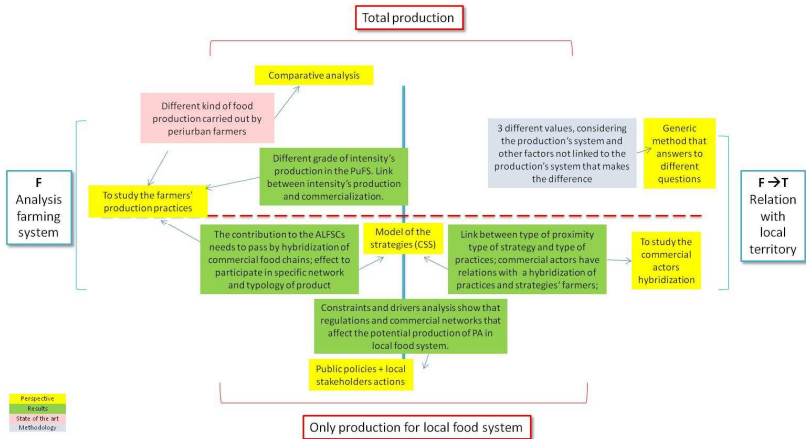 Total production
Comparative analysis
Different kind of food
production carried out by
periurban farmers
3 different values, considering the
production's system and
other factors not linked to the
production's system that makes
the difference
Generic
method that
answers to
different
questions
F
Analysis
farming
system
Different grade of intensity's
production in the PuFS. Link
between intensity's production
and commercialization.
To study the farmers'
production practices
F → T
Relation
with
local
territory
The contribution to the ALFSCs
needs to pass by hybridization of
commercial food chains; effect to
participate in specific network
and typology of product
Model of the
strategies (CSS)
Link between type of proximity
type of strategy and type of
practices; commercial actors have
relations with a hybridization of
practices and strategies' farmers;
To study the
commercial
actors
hybridization
Constraints and drivers analysis show that
regulations and commercial networks that
affect the potential production of PA in
local food system.
Public policies + local
stakeholders actions
Perspective
Results
State of the art
Methodology
Only production for local food system